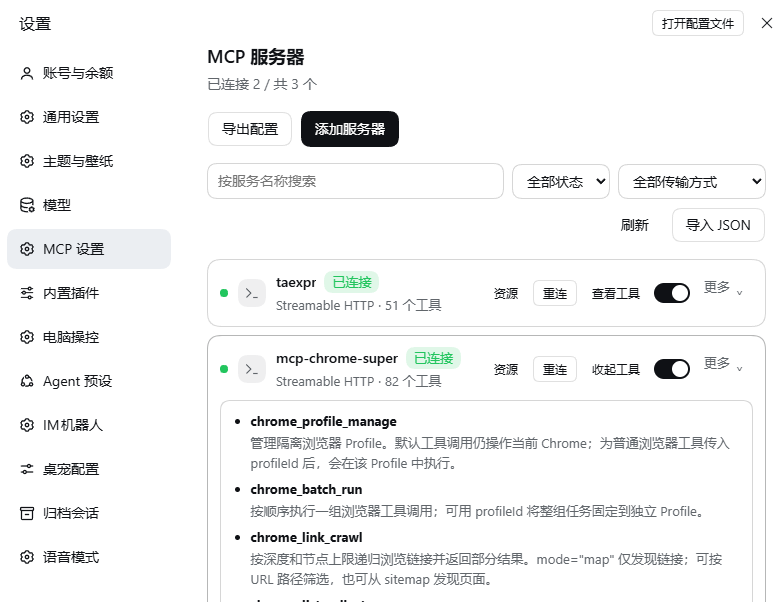 设置
打开配置文件
账号与余额
通用设置
主题与壁纸
模型
MCP 设置
内置插件
电脑操控
Agent 预设
IM机器人
桌宠配置
归档会话
语音模式
MCP 服务器
已连接 2 / 共 3 个
导出配置
添加服务器
按服务名称搜索
全部状态
全部传输方式
刷新
导入 JSON
taexpr 已连接
Streamable HTTP · 51 个工具
资源
重连
查看工具
更多
mcp-chrome-super 已连接
Streamable HTTP · 82 个工具
资源
重连
收起工具
更多
chrome_profile_manage
管理隔离浏览器 Profile。默认工具调用仍操作当前 Chrome；为普通浏览器工具传入
profileId 后，会在该 Profile 中执行。
chrome_batch_run
按顺序执行一组浏览器工具调用；可用 profileId 将整组任务固定到独立 Profile。
chrome_link_crawl
按深度和节点上限递归浏览链接并返回部分结果。mode="map" 仅发现链接；可按
URL 路径筛选，也可从 sitemap 发现页面。